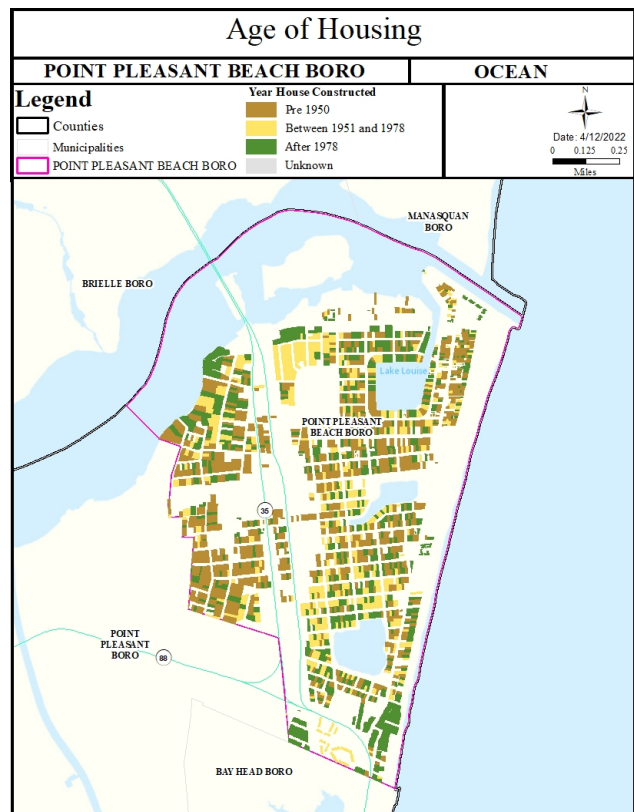 Age of Housing
POINT PLEASANT BEACH BORO
OCEAN
Legend
Counties
Municipalities
POINT PLEASANT BEACH BORO
Year House Constructed
Pre 1950
Between 1951 and 1978
After 1978
Unknown
N
Date: 4/12/2022
0 0.125 0.25
Miles
MANASQUAN
BORO
BRIELLE BORO
Lake Louise
POINT PLEASANT
BEACH BORO
35
POINT
PLEASANT
BORO
88
BAY HEAD BORO